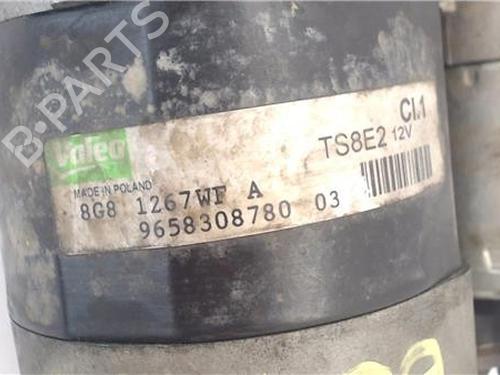 B-PARTS
Valeo
MADE IN POLAND
CI.1
TS8E2 12V
8G8 1267WF A
9658308780 03